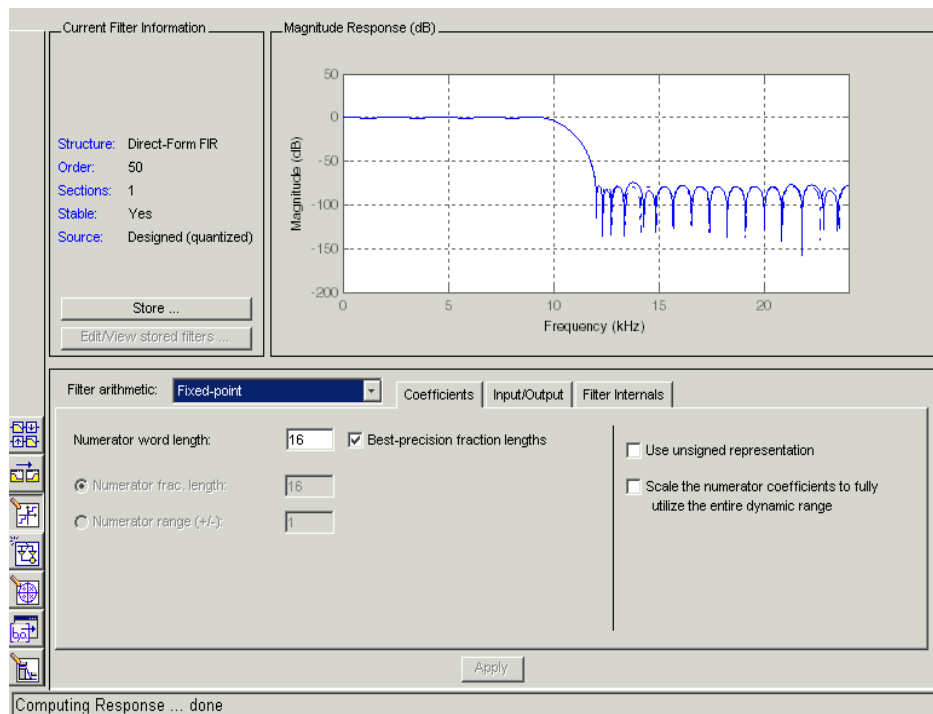 Current Filter Information
Structure: Direct-Form FIR
Order: 50
Sections: 1
Stable: Yes
Source: Designed (quantized)
Store ...
Edit/View stored filters ...
Magnitude Response (dB)
50
0
-50
-100
-150
-200
Magnitude (dB)
0 5 10 15 20
Frequency (kHz)
Filter arithmetic: Fixed-point
Coefficients Input/Output Filter Internals
Numerator word length: 16 Best-precision fraction lengths
Numerator frac. length: 16
Numerator range (+/-): 1
Use unsigned representation
Scale the numerator coefficients to fully
utilize the entire dynamic range
Apply
Computing Response ... done